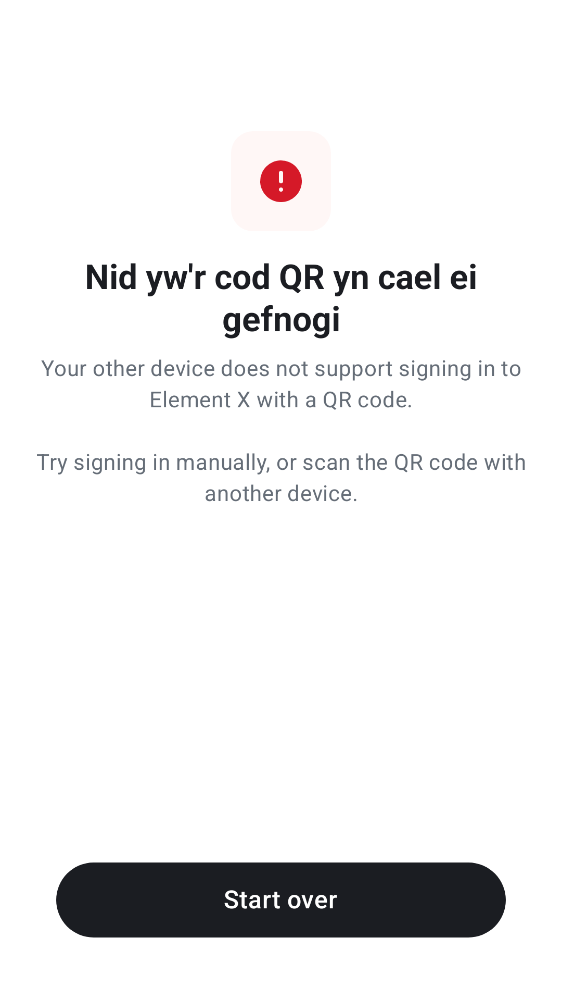 Nid yw'r cod QR yn cael ei
gefnogi
Your other device does not support signing in to
Element X with a QR code.
Try signing in manually, or scan the QR code with
another device.
Start over